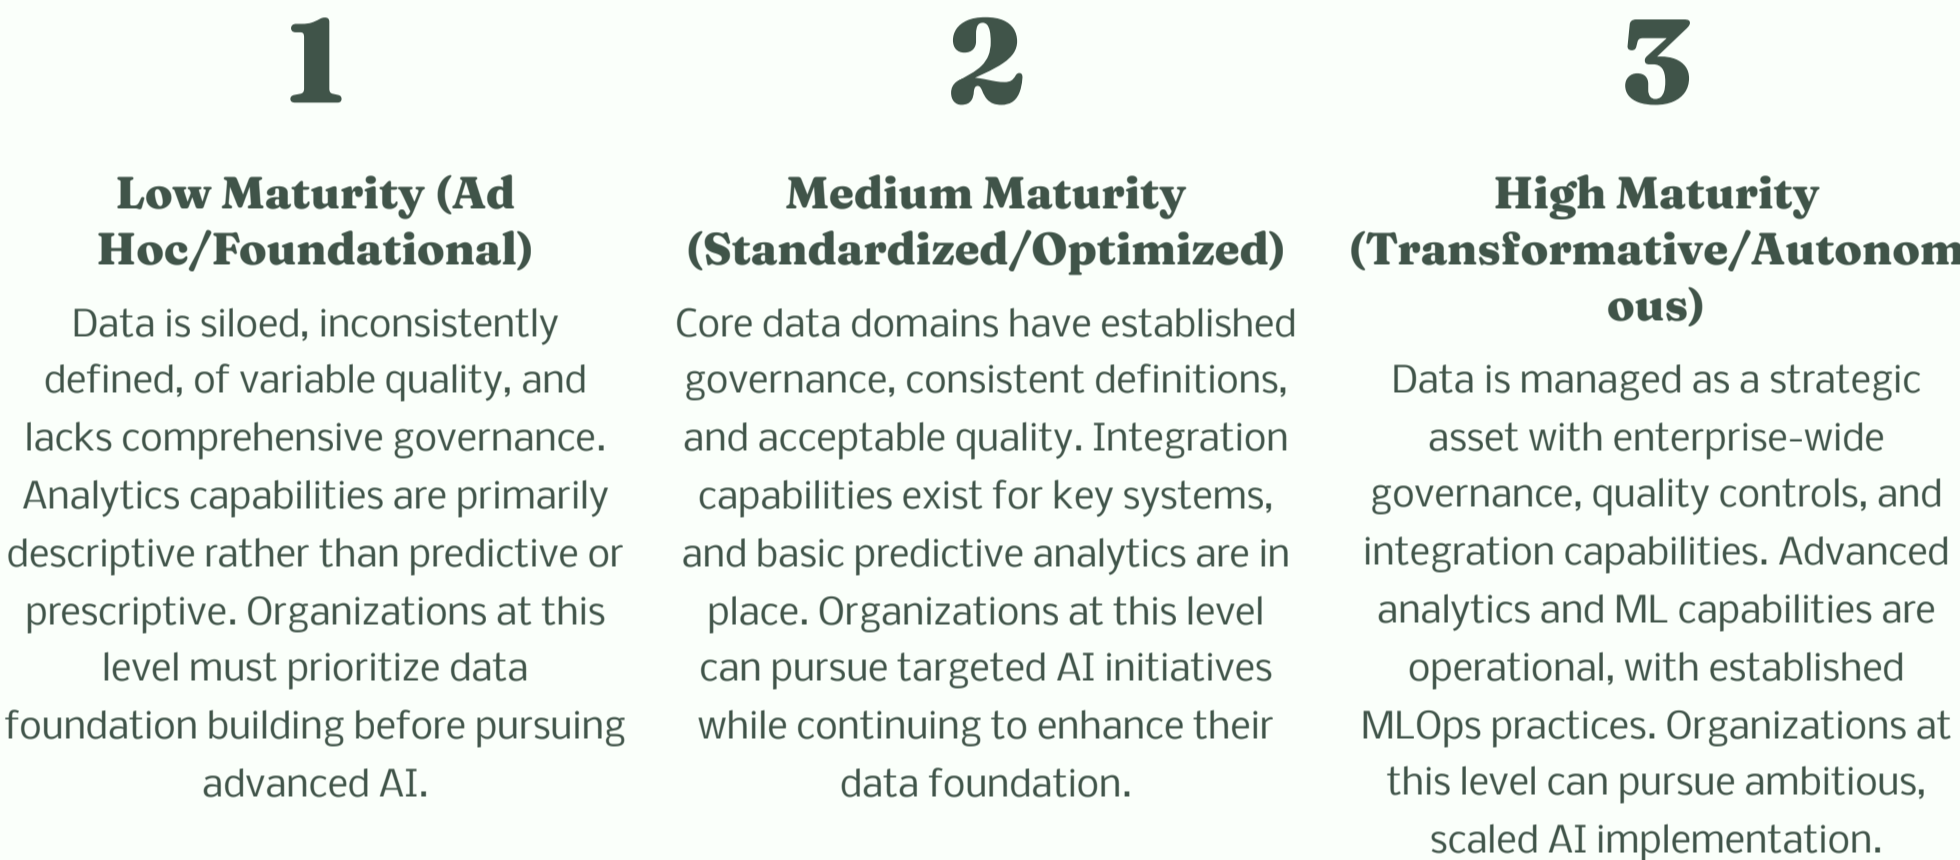 1
Low Maturity (Ad
Hoc/Foundational)
Data is siloed, inconsistently
defined, of variable quality, and
lacks comprehensive governance.
Analytics capabilities are primarily
descriptive rather than predictive or
prescriptive. Organizations at this
level must prioritize data
foundation building before pursuing
advanced AI.
2
Medium Maturity
(Standardized/Optimized)
Core data domains have established
governance, consistent definitions,
and acceptable quality. Integration
capabilities exist for key systems,
and basic predictive analytics are in
place. Organizations at this level
can pursue targeted AI initiatives
while continuing to enhance their
data foundation.
3
High Maturity
(Transformative/Autonom
ous)
Data is managed as a strategic
asset with enterprise-wide
governance, quality controls, and
integration capabilities. Advanced
analytics and ML capabilities are
operational, with established
MLOps practices. Organizations at
this level can pursue ambitious,
scaled AI implementation.